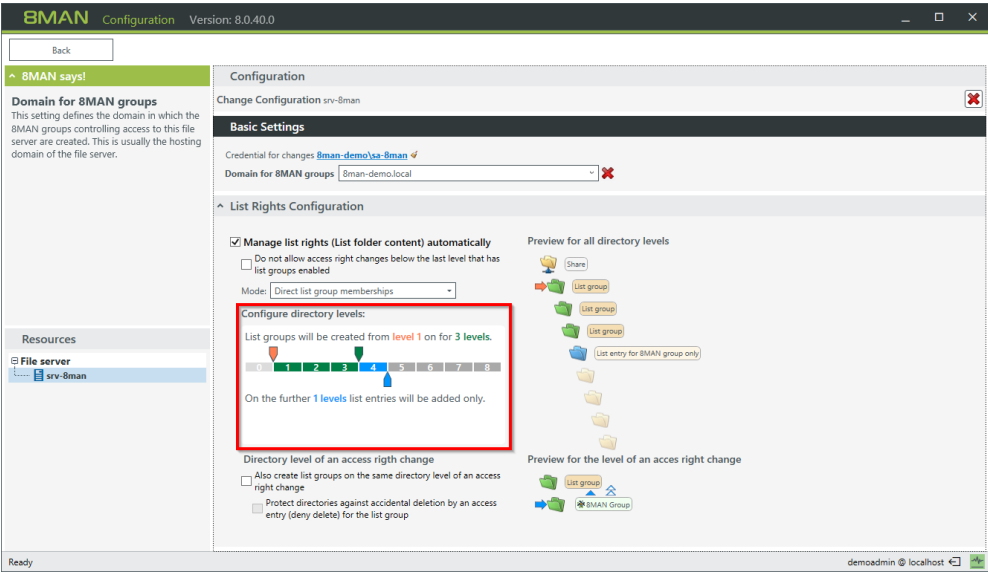 8MAN Configuration Version: 8.0.40.0
Back
8MAN says!
Domain for 8MAN groups
This setting defines the domain in which the
8MAN groups controlling access to this file
server are created. This is usually the hosting
domain of the file server.
Resources
File server
srv-8man
Configuration
Change Configuration srv-8man
Basic Settings
Credential for changes 8man-demo\sa-8man
Domain for 8MAN groups 8man-demo.local
List Rights Configuration
Manage list rights (List folder content) automatically
Do not allow access right changes below the last level that has
list groups enabled
Mode: Direct list group memberships
Configure directory levels:
List groups will be created from level 1 on for 3 levels.
0 1 2 3 4 5 6 7 8
On the further 1 levels list entries will be added only.
Directory level of an access rigth change
Also create list groups on the same directory level of an access
right change
Protect directories against accidental deletion by an access
entry (deny delete) for the list group
Preview for all directory levels
Share
List group
List group
List group
List entry for 8MAN group only
Preview for the level of an acces right change
List group
8MAN Group
Ready
demoadmin @ localhost